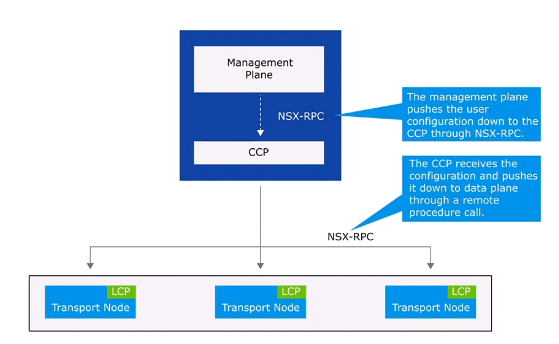 Management
Plane
NSX-RPC
CCP
The management plane
pushes the user
configuration down to the
CCP through NSX-RPC.
The CCP receives the
configuration and pushes
it down to data plane
through a remote
procedure call.
NSX-RPC
LCP
Transport Node
LCP
Transport Node
LCP
Transport Node